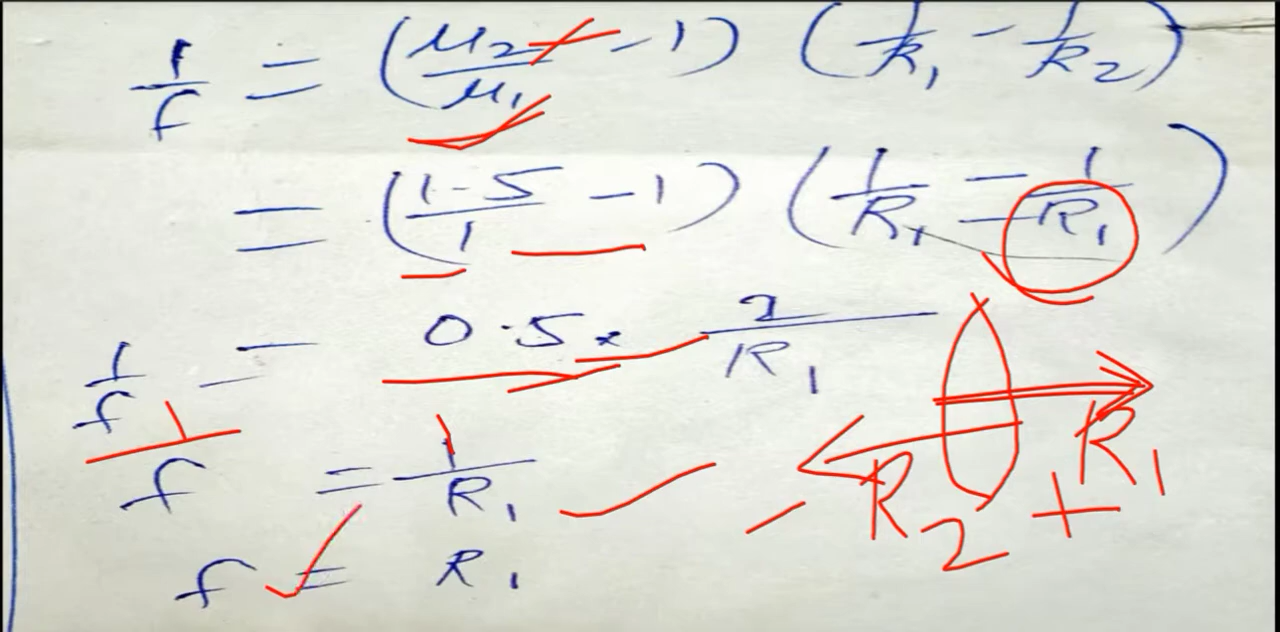 1/f = (μ₂/μ₁ - 1) (1/R₁ - 1/R₂)
= (1.5/1 - 1) (1/R₁ = 1/R₁)
1/f = 0.5 x 2/R₁
1/f = 1/R₁
f = R₁
R₁ +
- R₂